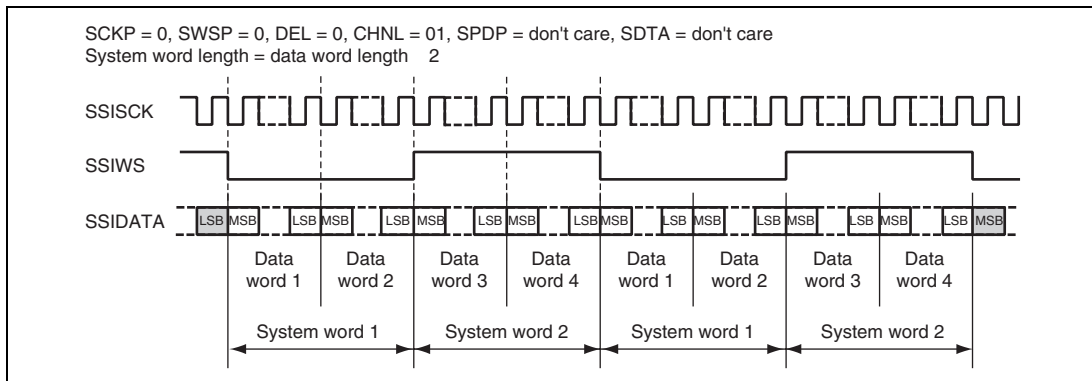 SCKP = 0, SWSP = 0, DEL = 0, CHNL = 01, SPDP = don't care, SDTA = don't care
System word length = data word length 2
SSISCK
SSIWS
SSIDATA
LSB MSB LSB MSB LSB MSB LSB MSB LSB MSB LSB MSB LSB MSB LSB MSB LSB MSB
Data word 1 Data word 2 Data word 3 Data word 4 Data word 1 Data word 2 Data word 3 Data word 4
System word 1 System word 2 System word 1 System word 2